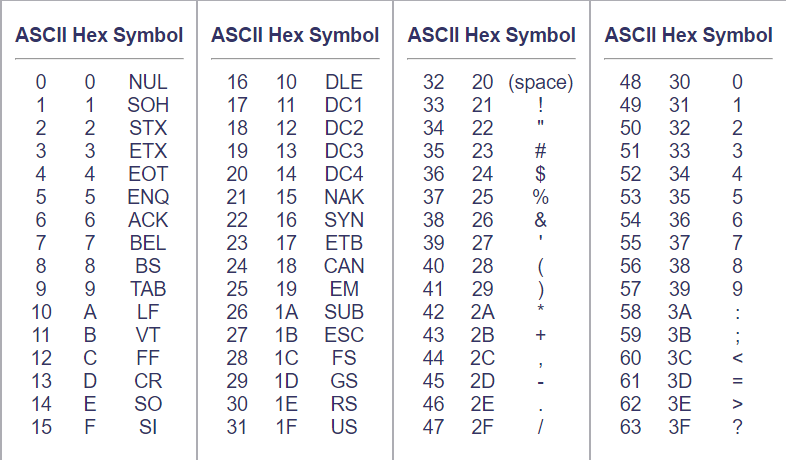 ASCII Hex Symbol ASCII Hex Symbol ASCII Hex Symbol ASCII Hex Symbol
0 0 NUL 16 10 DLE 32 20 (space) 48 30 0
1 1 SOH 17 11 DC1 33 21 ! 49 31 1
2 2 STX 18 12 DC2 34 22 " 50 32 2
3 3 ETX 19 13 DC3 35 23 # 51 33 3
4 4 EOT 20 14 DC4 36 24 $ 52 34 4
5 5 ENQ 21 15 NAK 37 25 % 53 35 5
6 6 ACK 22 16 SYN 38 26 & 54 36 6
7 7 BEL 23 17 ETB 39 27 ' 55 37 7
8 8 BS 24 18 CAN 40 28 ( 56 38 8
9 9 TAB 25 19 EM 41 29 ) 57 39 9
10 A LF 26 1A SUB 42 2A * 58 3A :
11 B VT 27 1B ESC 43 2B + 59 3B ;
12 C FF 28 1C FS 44 2C , 60 3C <
13 D CR 29 1D GS 45 2D - 61 3D =
14 E SO 30 1E RS 46 2E . 62 3E >
15 F SI 31 1F US 47 2F / 63 3F ?